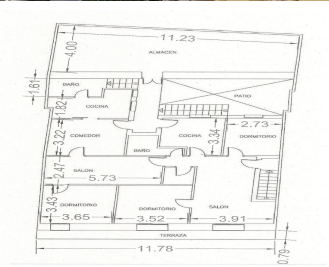 11.23
4.00
ALMACEN
1.61
BAÑO
PATIO
1.82
COCINA
2.73
3.22
COMEDOR
COCINA
3.34
DORMITORIO
BAÑO
2.47
SALON
5.73
3.43
DORMITORIO
DORMITORIO
SALON
3.65
3.52
3.91
TERRAZA
11.78
0.79